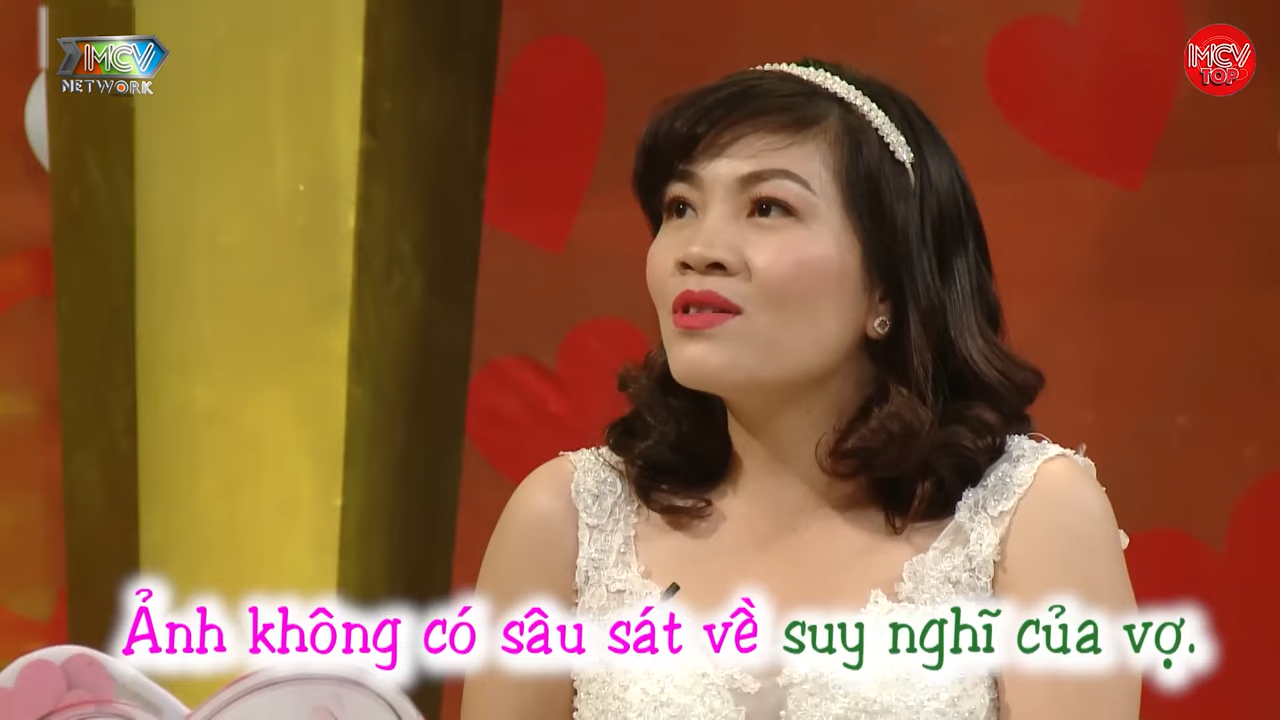 MCV
NETWORK
MCV
TOP
Ảnh không có sâu sát về suy nghĩ của vợ.